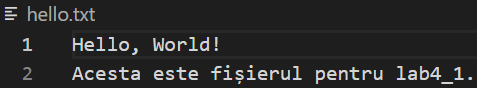 hello.txt
1 Hello, World!
2 Acesta este fișierul pentru lab4_1.